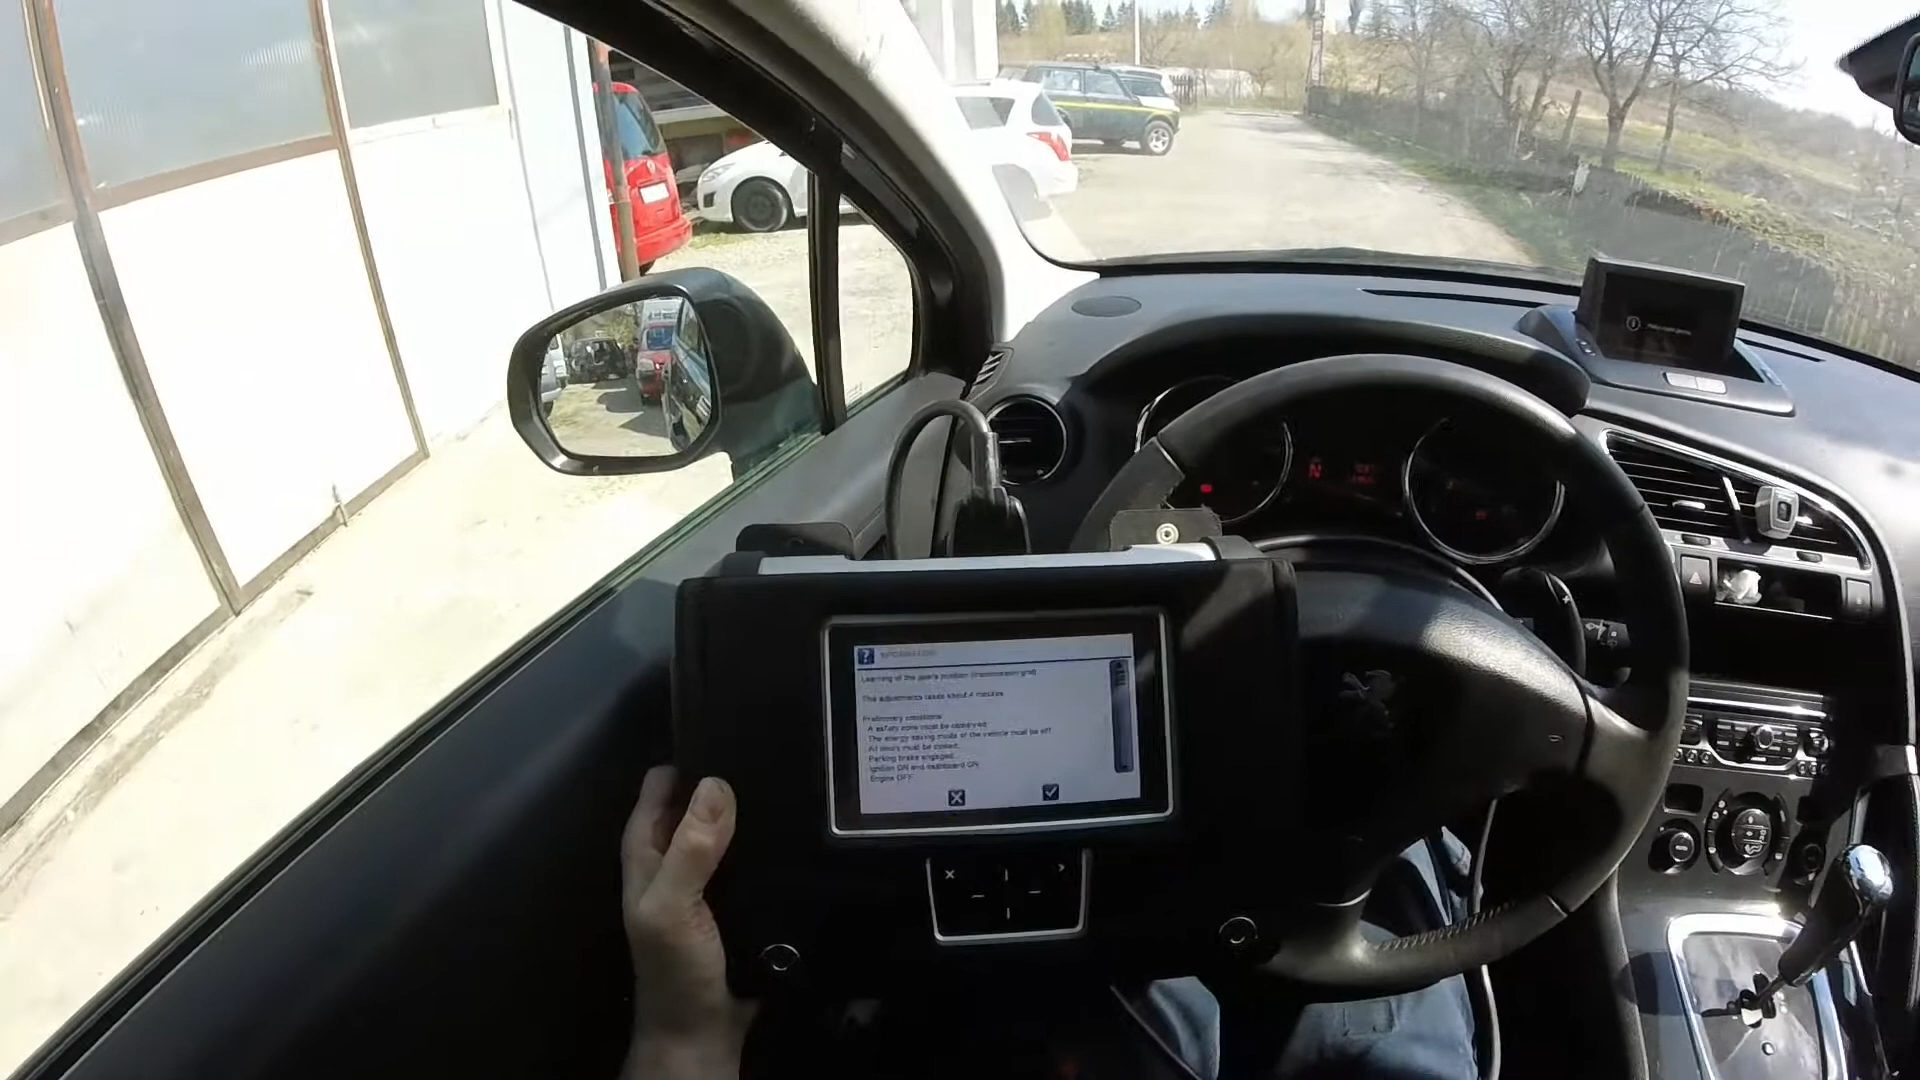 INFORMATION
Learning of the gear's position (transmission grid)
The adjustments takes about 4 minutes
Preliminary conditions
A safety zone must be observed
The energy saving mode of the vehicle must be off
All doors must be closed.
Parking brake engaged.
Ignition ON and dashboard ON
Engine OFF
N